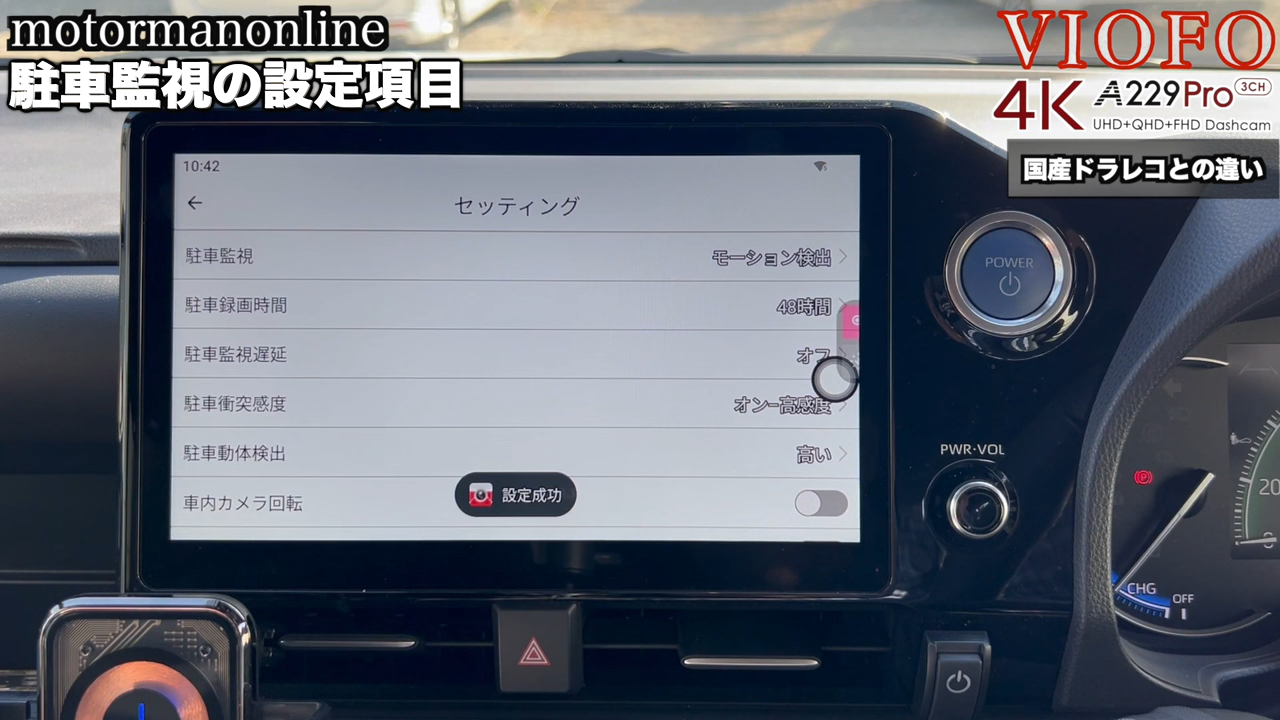 motormanonline
駐車監視の設定項目
VIOFO
4K A229Pro 3CH
UHD+QHD+FHD Dashcam
国産ドラレコとの違い
10:42
セッティング
駐車監視 モーション検出
駐車録画時間 48時間
駐車監視遅延 オフ
駐車衝突感度 オン-高感度
駐車動体検出 高い
車内カメラ回転
設定成功
POWER
PWR·VOL
20
CHG
OFF